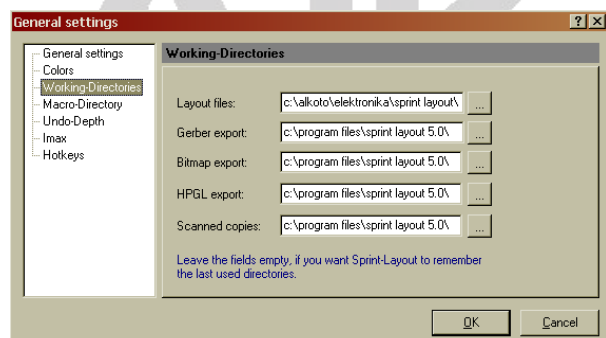 General settings
General settings
Colors
Working-Directories
Macro-Directory
Undo-Depth
Imax
Hotkeys
Working-Directories
Layout files: c:\alkoto\elektronika\sprint layout\ ...
Gerber export: c:\program files\sprint layout 5.0\ ...
Bitmap export: c:\program files\sprint layout 5.0\ ...
HPGL export: c:\program files\sprint layout 5.0\ ...
Scanned copies: c:\program files\sprint layout 5.0\ ...
Leave the fields empty, if you want Sprint-Layout to remember
the last used directories.
OK Cancel